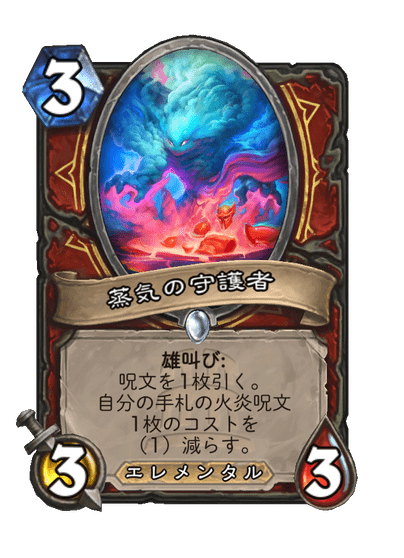 3
蒸気の守護者
雄叫び:
呪文を1枚引く。
自分の手札の火炎呪文
1枚のコストを
（1）減らす。
エレメンタル
3
3